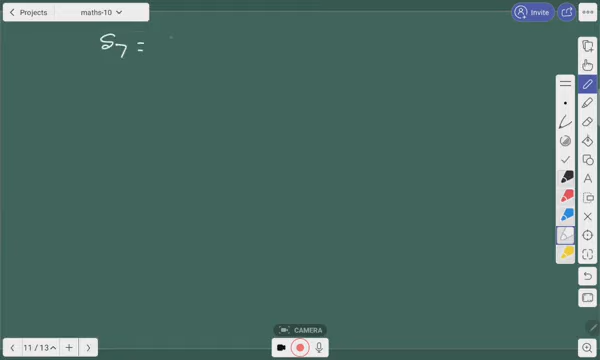 Projects
maths-10
Invite
S₇ =
A
CAMERA
11 / 13